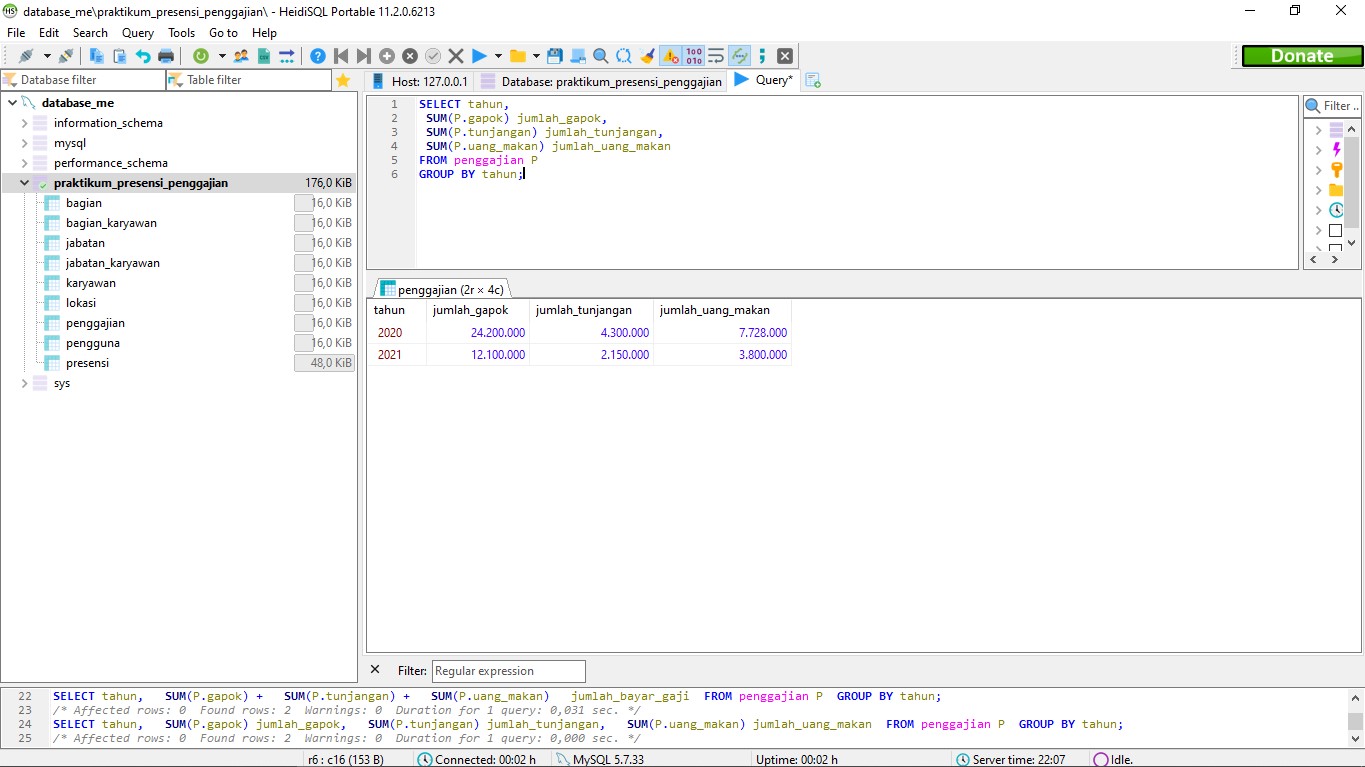 database_me\praktikum_presensi_penggajian\ - HeidiSQL Portable 11.2.0.6213
File Edit Search Query Tools Go to Help
Donate
Database filter Table filter Host: 127.0.0.1 Database: praktikum_presensi_penggajian Query*
database_me
information_schema
mysql
performance_schema
praktikum_presensi_penggajian 176,0 KiB
bagian 16,0 KiB
bagian_karyawan 16,0 KiB
jabatan 16,0 KiB
jabatan_karyawan 16,0 KiB
karyawan 16,0 KiB
lokasi 16,0 KiB
penggajian 16,0 KiB
pengguna 16,0 KiB
presensi 48,0 KiB
sys
1 SELECT tahun,
2 SUM(P.gapok) jumlah_gapok,
3 SUM(P.tunjangan) jumlah_tunjangan,
4 SUM(P.uang_makan) jumlah_uang_makan
5 FROM penggajian P
6 GROUP BY tahun;
Filter ..
penggajian (2r × 4c)
tahun jumlah_gapok jumlah_tunjangan jumlah_uang_makan
2020 24.200.000 4.300.000 7.728.000
2021 12.100.000 2.150.000 3.800.000
Filter: Regular expression
22 SELECT tahun, SUM(P.gapok) + SUM(P.tunjangan) + SUM(P.uang_makan) jumlah_bayar_gaji FROM penggajian P GROUP BY tahun;
23 /* Affected rows: 0 Found rows: 2 Warnings: 0 Duration for 1 query: 0,031 sec. */
24 SELECT tahun, SUM(P.gapok) jumlah_gapok, SUM(P.tunjangan) jumlah_tunjangan, SUM(P.uang_makan) jumlah_uang_makan FROM penggajian P GROUP BY tahun;
25 /* Affected rows: 0 Found rows: 2 Warnings: 0 Duration for 1 query: 0,000 sec. */
r6 : c16 (153 B) Connected: 00:02 h MySQL 5.7.33 Uptime: 00:02 h Server time: 22:07 Idle.